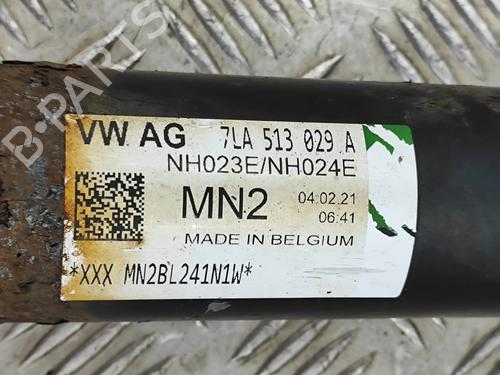 B-PARTS
VW AG 7LA 513 029 A
NH023E/NH024E
MN2 04.02.21
06:41
MADE IN BELGIUM
*XXX MN2BL241N1W*